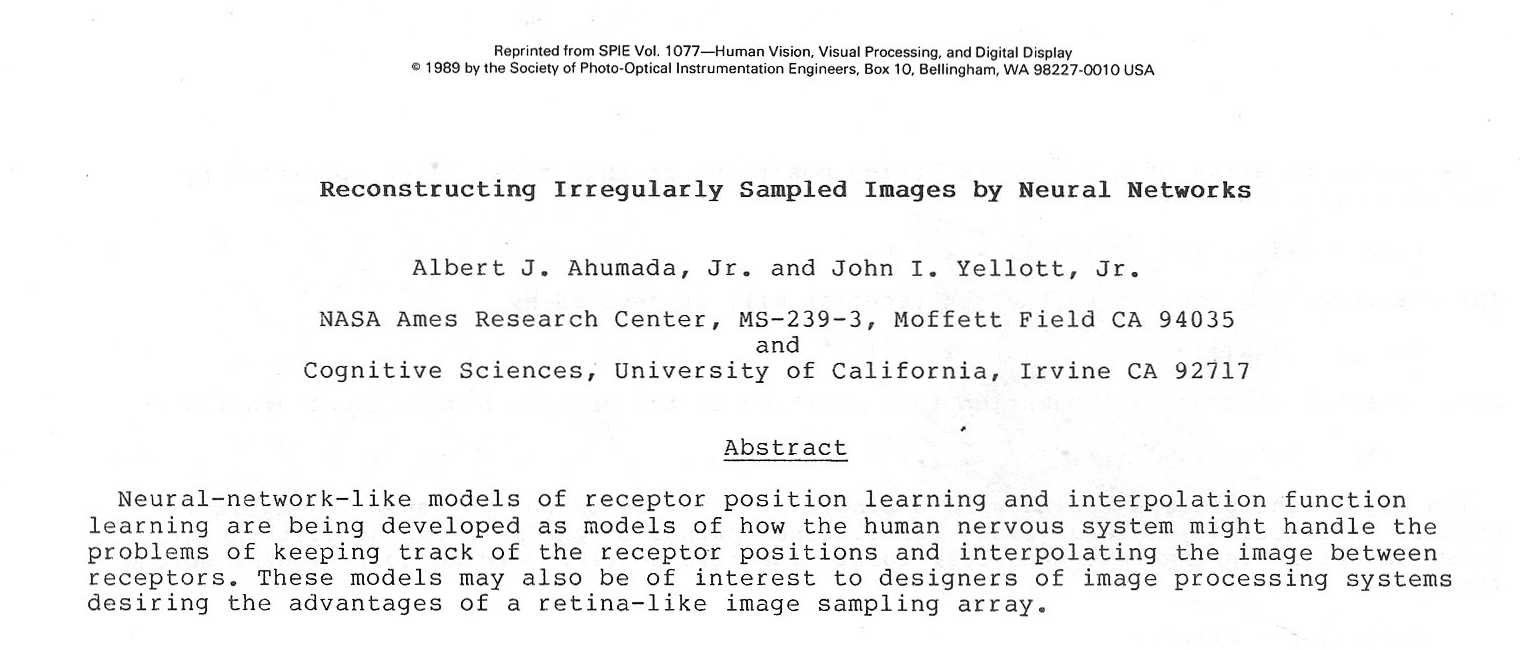 Reprinted from SPIE Vol. 1077—Human Vision, Visual Processing, and Digital Display
© 1989 by the Society of Photo-Optical Instrumentation Engineers, Box 10, Bellingham, WA 98227-0010 USA
Reconstructing Irregularly Sampled Images by Neural Networks
Albert J. Ahumada, Jr. and John I. Yellott, Jr.
NASA Ames Research Center, MS-239-3, Moffett Field CA 94035
and
Cognitive Sciences, University of California, Irvine CA 92717
Abstract
Neural-network-like models of receptor position learning and interpolation function
learning are being developed as models of how the human nervous system might handle the
problems of keeping track of the receptor positions and interpolating the image between
receptors. These models may also be of interest to designers of image processing systems
desiring the advantages of a retina-like image sampling array.